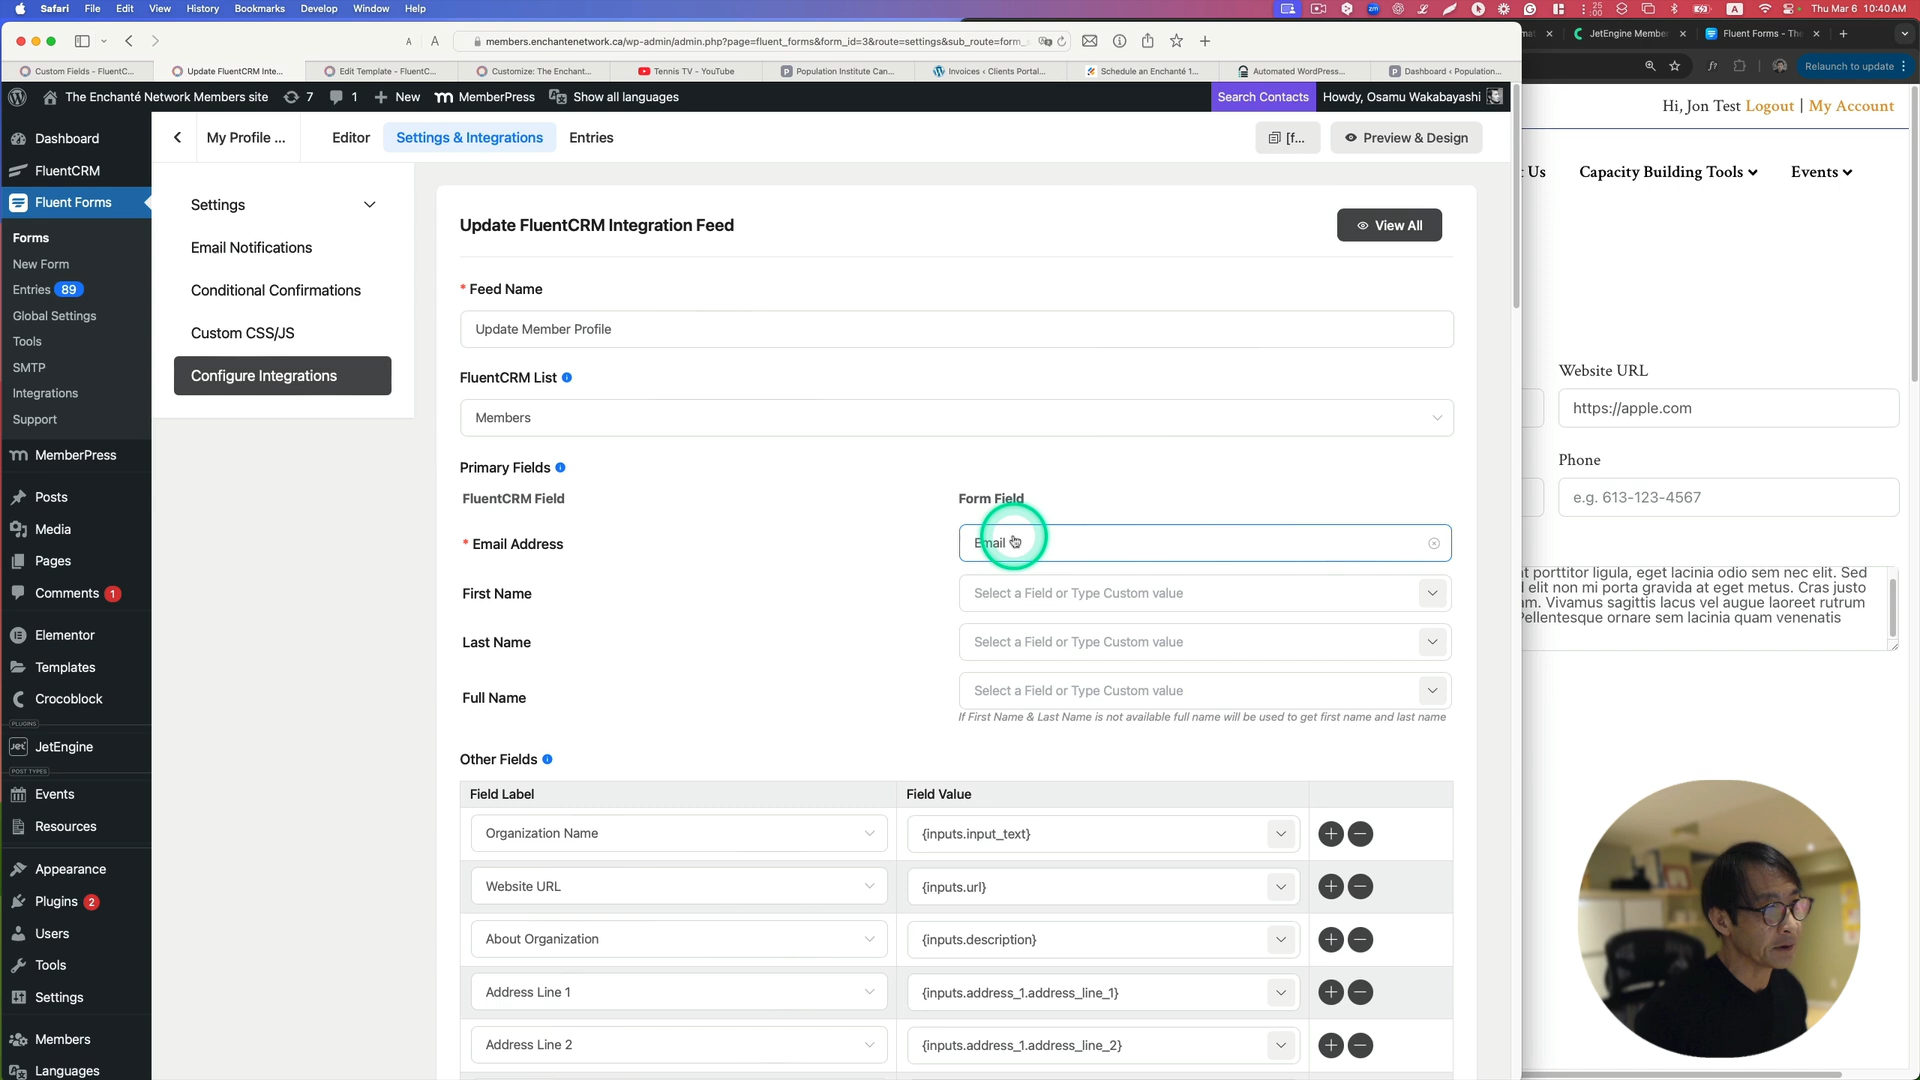 Safari File Edit View History Bookmarks Develop Window Help
Thu Mar 6 10:40 AM
members.enchantenetwork.ca/wp-admin/admin.php?page=fluent_forms&form_id=3&route=settings&sub_route=form_
Custom Fields - FluentC...
Update FluentCRM Inte...
Edit Template - FluentC...
Customize: The Enchant...
Tennis TV - YouTube
Population Institute Can...
Invoices ‹ Clients Portal...
Schedule an Enchanté 1...
Automated WordPress...
Dashboard ‹ Population...
JetEngine Membe
Fluent Forms - Th
Relaunch to update
The Enchanté Network Members site 7 1 New MemberPress Show all languages
Search Contacts Howdy, Osamu Wakabayashi
Dashboard
FluentCRM
Fluent Forms
Forms
New Form
Entries 89
Global Settings
Tools
SMTP
Integrations
Support
MemberPress
Posts
Media
Pages
Comments 1
Elementor
Templates
Crocoblock
PLUGINS
JetEngine
POST TYPES
Events
Resources
Appearance
Plugins 2
Users
Tools
Settings
Members
Languages
My Profile ... Editor Settings & Integrations Entries
[f... Preview & Design
Settings
Email Notifications
Conditional Confirmations
Custom CSS/JS
Configure Integrations
Update FluentCRM Integration Feed
View All
* Feed Name
Update Member Profile
FluentCRM List
Members
Primary Fields
FluentCRM Field Form Field
* Email Address Email
First Name Select a Field or Type Custom value
Last Name Select a Field or Type Custom value
Full Name Select a Field or Type Custom value
If First Name & Last Name is not available full name will be used to get first name and last name
Other Fields
Field Label Field Value
Organization Name {inputs.input_text}
Website URL {inputs.url}
About Organization {inputs.description}
Address Line 1 {inputs.address_1.address_line_1}
Address Line 2 {inputs.address_1.address_line_2}
Hi, Jon Test Logout | My Account
Us Capacity Building Tools Events
Website URL
https://apple.com
Phone
e.g. 613-123-4567
porttitor ligula, eget lacinia odio sem nec elit. Sed
elit non mi porta gravida at eget metus. Cras justo
Vivamus sagittis lacus vel augue laoreet rutrum
Pellentesque ornare sem lacinia quam venenatis